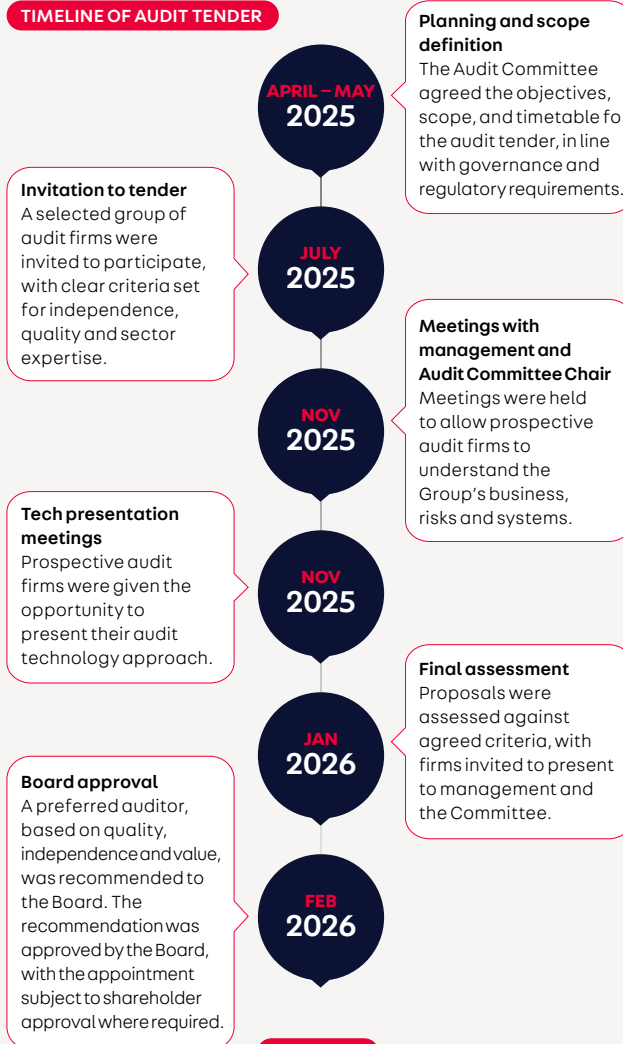 TIMELINE OF AUDIT TENDER
APRIL – MAY
2025
Planning and scope
definition
The Audit Committee
agreed the objectives,
scope, and timetable fo
the audit tender, in line
with governance and
regulatory requirements.
Invitation to tender
A selected group of
audit firms were
invited to participate,
with clear criteria set
for independence,
quality and sector
expertise.
JULY
2025
NOV
2025
Meetings with
management and
Audit Committee Chair
Meetings were held
to allow prospective
audit firms to
understand the
Group’s business,
risks and systems.
Tech presentation
meetings
Prospective audit
firms were given the
opportunity to
present their audit
technology approach.
NOV
2025
JAN
2026
Final assessment
Proposals were
assessed against
agreed criteria, with
firms invited to present
to management and
the Committee.
Board approval
A preferred auditor,
based on quality,
independence and value,
was recommended to
the Board. The
recommendation was
approved by the Board,
with the appointment
subject to shareholder
approval where required.
FEB
2026